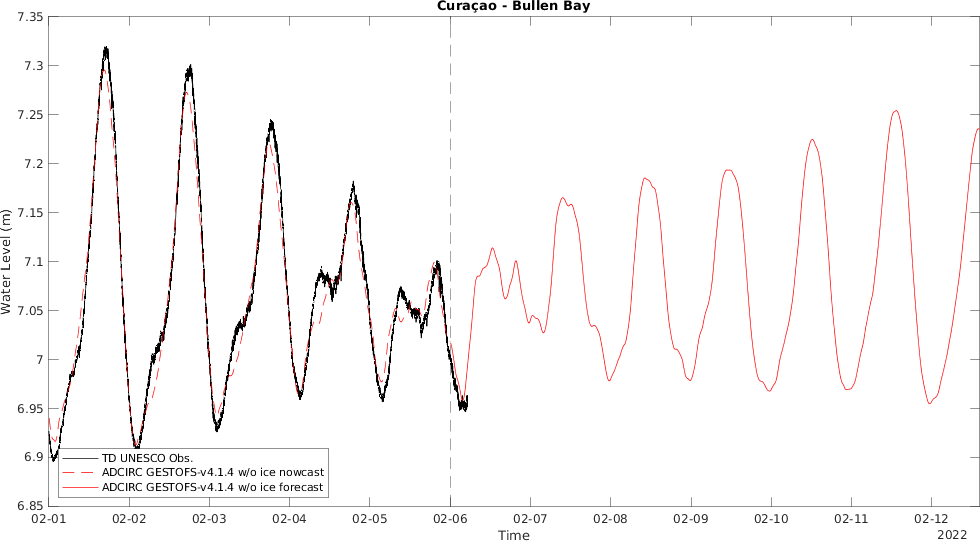 Curaçao - Bullen Bay
7.35
7.3
7.25
7.2
7.15
7.1
7.05
7
6.95
6.9
6.85
Water Level (m)
TD UNESCO Obs.
ADCIRC GESTOFS-v4.1.4 w/o ice nowcast
ADCIRC GESTOFS-v4.1.4 w/o ice forecast
02-01 02-02 02-03 02-04 02-05 02-06 02-07 02-08 02-09 02-10 02-11 02-12
Time
2022